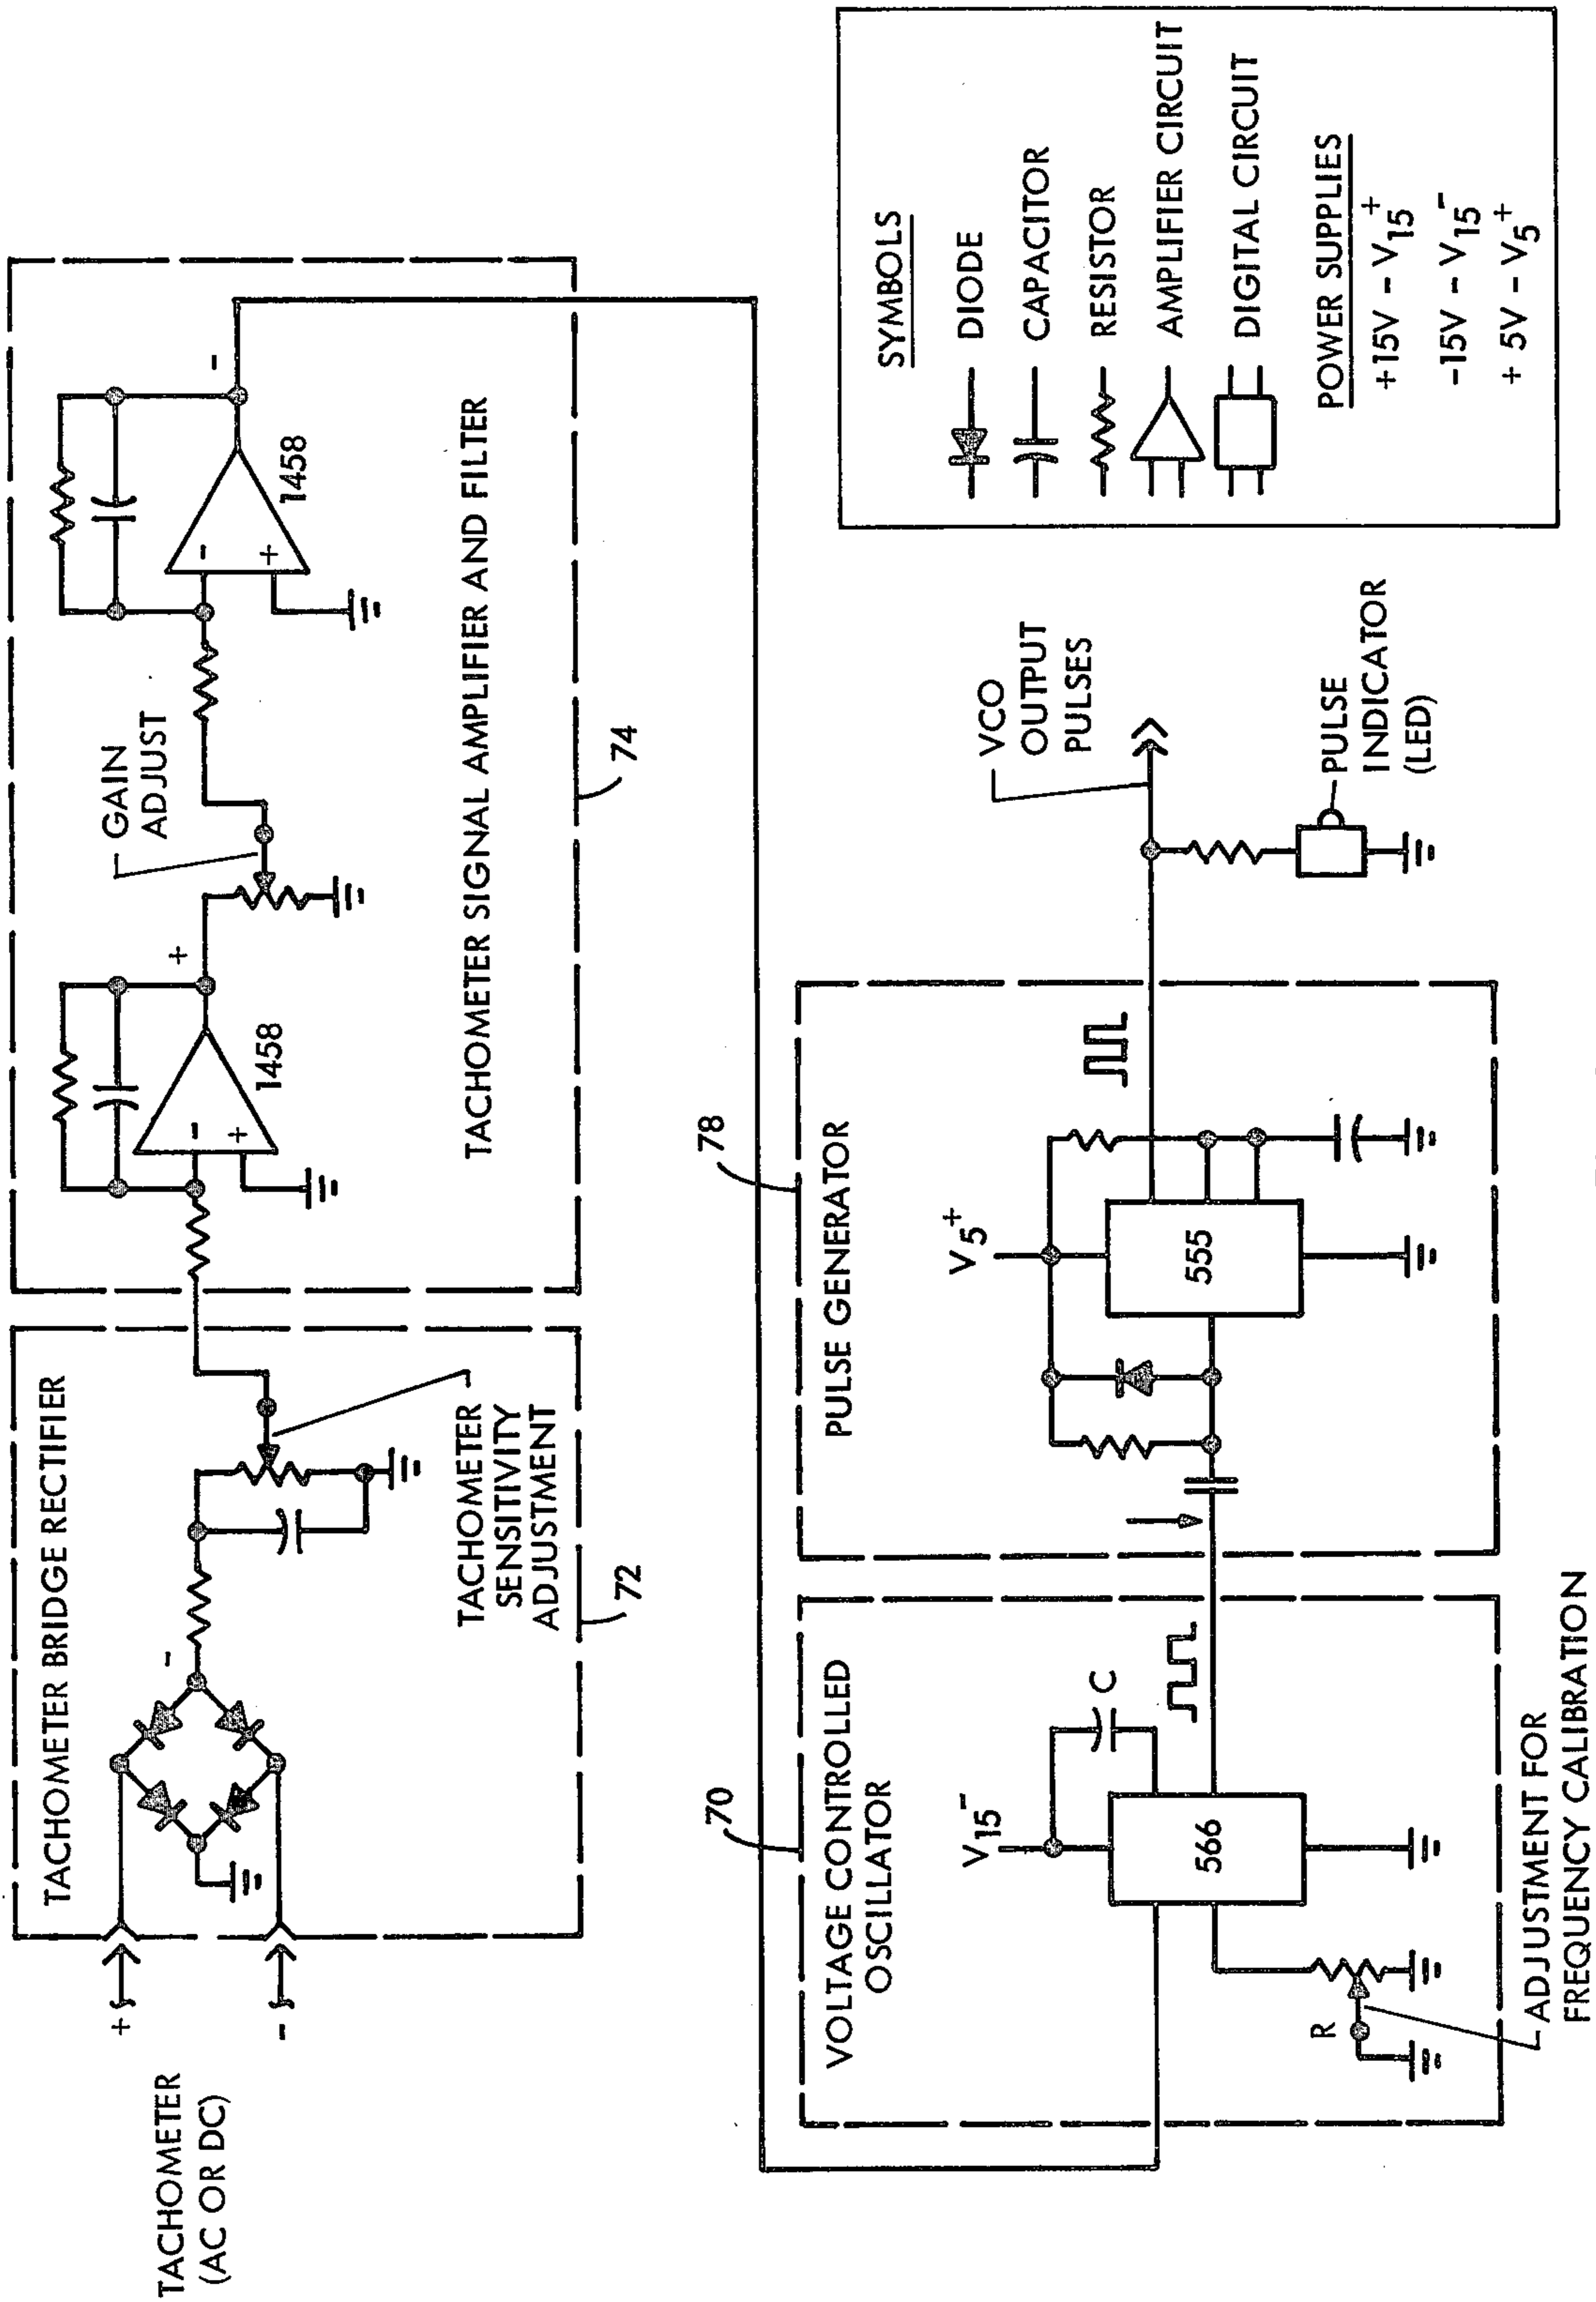 TACHOMETER
(AC OR DC)
+
-
TACHOMETER BRIDGE RECTIFIER
-
TACHOMETER
SENSITIVITY
ADJUSTMENT
72
-
+
1458
+
GAIN
ADJUST
-
+
1458
-
TACHOMETER SIGNAL AMPLIFIER AND FILTER
74
70
VOLTAGE CONTROLLED
OSCILLATOR
V15-
C
566
R
ADJUSTMENT FOR
FREQUENCY CALIBRATION
78
PULSE GENERATOR
V5+
555
VCO
OUTPUT
PULSES
PULSE
INDICATOR
(LED)
SYMBOLS
DIODE
CAPACITOR
RESISTOR
AMPLIFIER CIRCUIT
DIGITAL CIRCUIT
POWER SUPPLIES
+15V - V15+
-15V - V15-
+ 5V - V5+